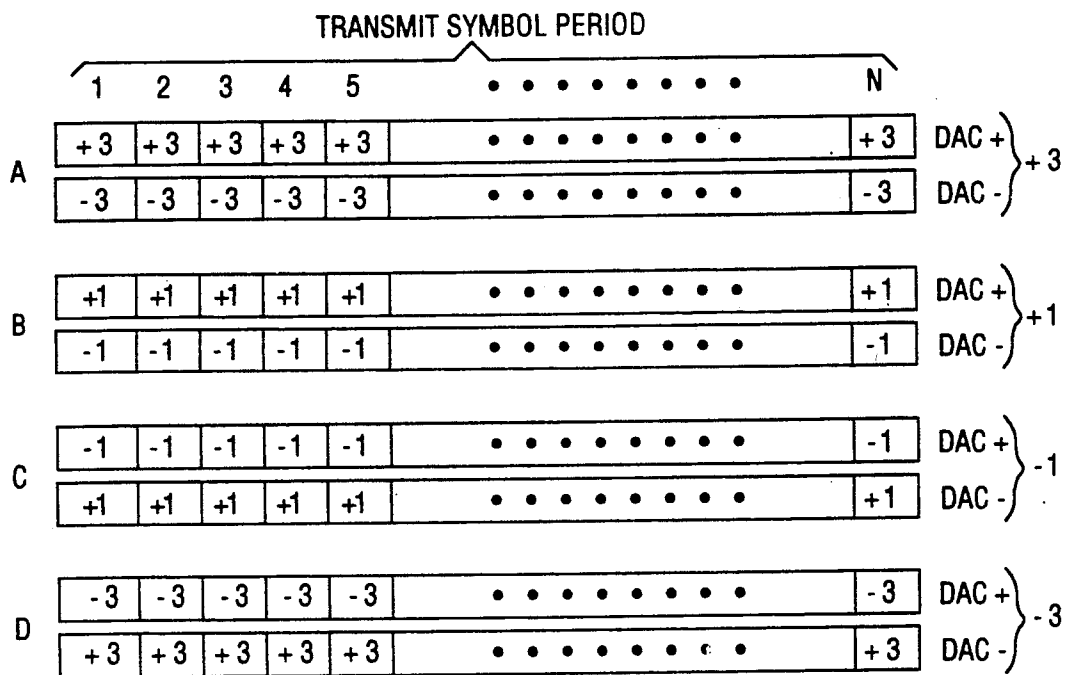 TRANSMIT SYMBOL PERIOD
1 2 3 4 5 • • • • • • • • N
A
+3 +3 +3 +3 +3 • • • • • • • • +3 DAC +
-3 -3 -3 -3 -3 • • • • • • • • -3 DAC -
+3
B
+1 +1 +1 +1 +1 • • • • • • • • +1 DAC +
-1 -1 -1 -1 -1 • • • • • • • • -1 DAC -
+1
C
-1 -1 -1 -1 -1 • • • • • • • • -1 DAC +
+1 +1 +1 +1 +1 • • • • • • • • +1 DAC -
-1
D
-3 -3 -3 -3 -3 • • • • • • • • -3 DAC +
+3 +3 +3 +3 +3 • • • • • • • • +3 DAC -
-3